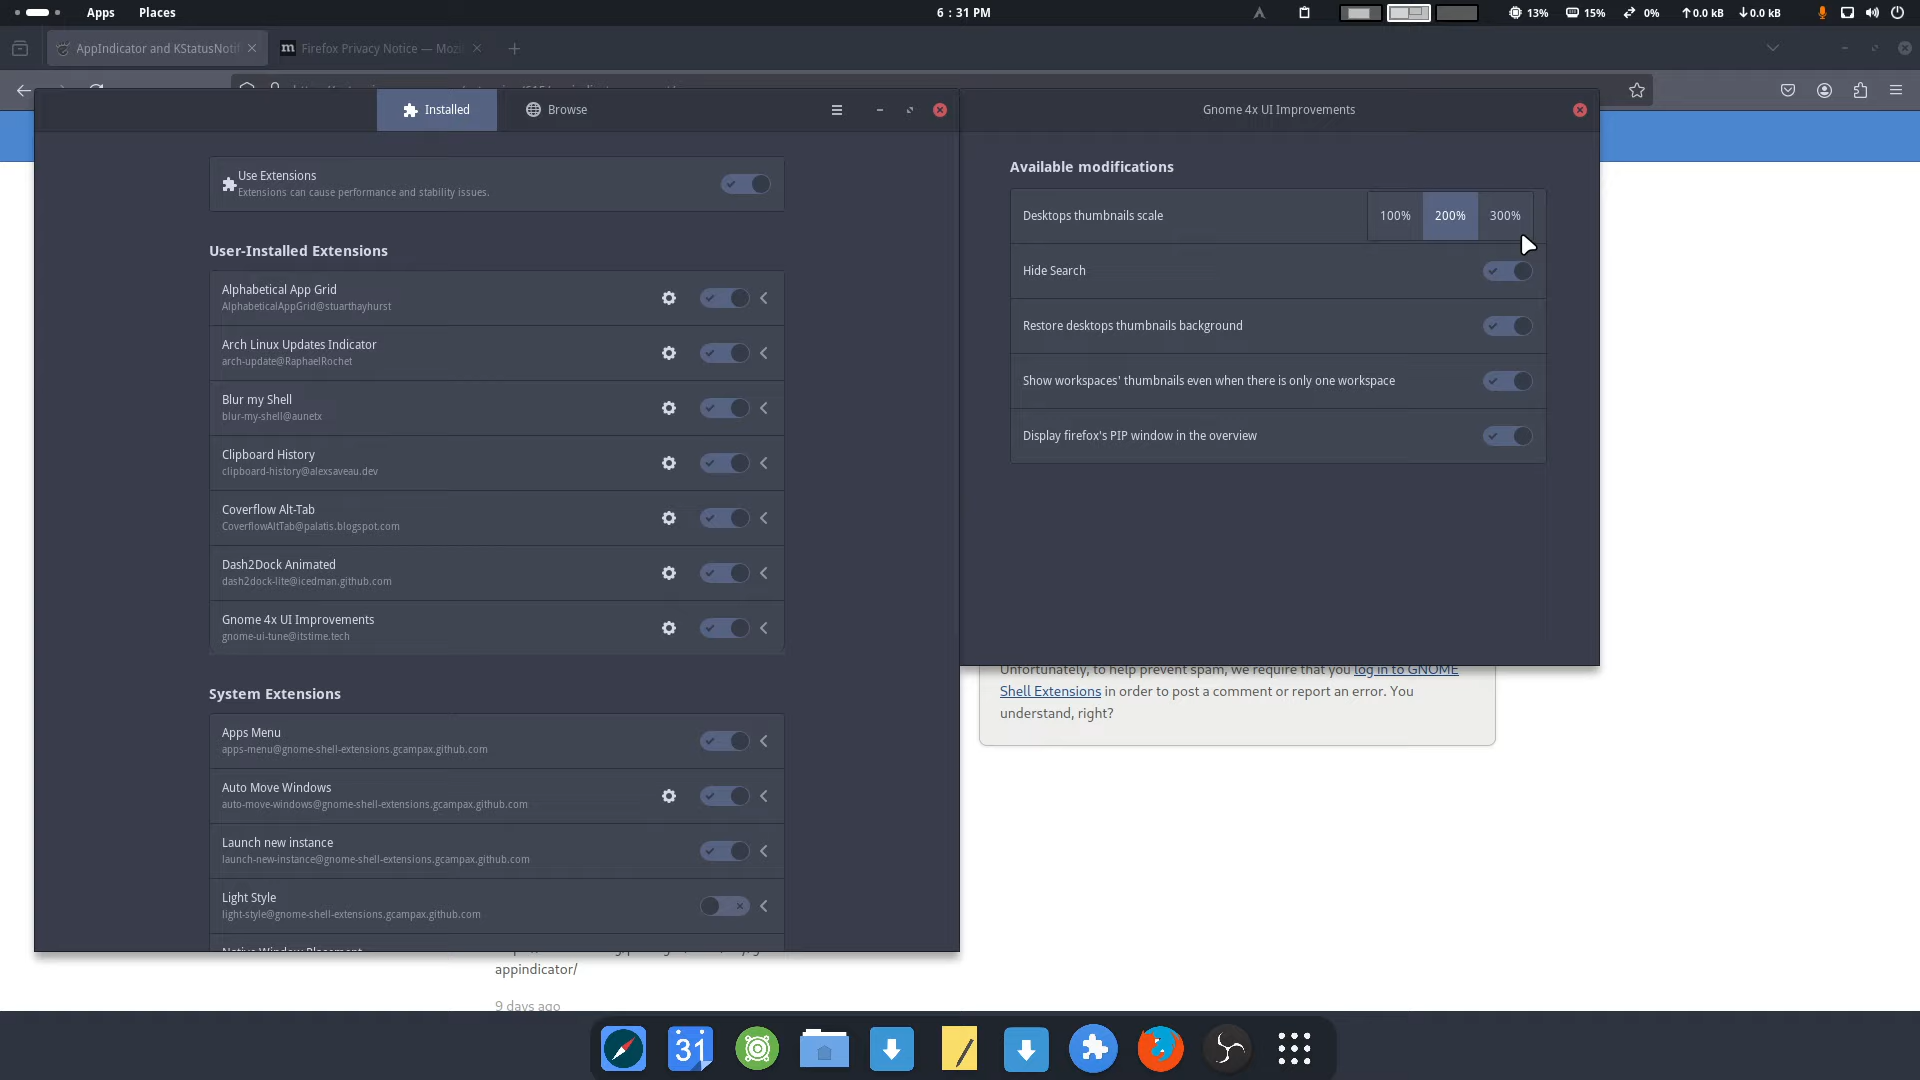 Apps Places 6 : 31 PM 13% 15% 0% 0.0 kB 0.0 kB
AppIndicator and KStatusNotif Firefox Privacy Notice — Mozi
Installed Browse
Use Extensions
Extensions can cause performance and stability issues.
User-Installed Extensions
Alphabetical App Grid
AlphabeticalAppGrid@stuarthayhurst
Arch Linux Updates Indicator
arch-update@RaphaelRochet
Blur my Shell
blur-my-shell@aunetx
Clipboard History
clipboard-history@alexsaveau.dev
Coverflow Alt-Tab
CoverflowAltTab@palatis.blogspot.com
Dash2Dock Animated
dash2dock-lite@icedman.github.com
Gnome 4x UI Improvements
gnome-ui-tune@itstime.tech
System Extensions
Apps Menu
apps-menu@gnome-shell-extensions.gcampax.github.com
Auto Move Windows
auto-move-windows@gnome-shell-extensions.gcampax.github.com
Launch new instance
launch-new-instance@gnome-shell-extensions.gcampax.github.com
Light Style
light-style@gnome-shell-extensions.gcampax.github.com
Native Window Placement
Gnome 4x UI Improvements
Available modifications
Desktops thumbnails scale 100% 200% 300%
Hide Search
Restore desktops thumbnails background
Show workspaces' thumbnails even when there is only one workspace
Display firefox's PIP window in the overview
Unfortunately, to help prevent spam, we require that you log in to GNOME
Shell Extensions in order to post a comment or report an error. You
understand, right?
appindicator/
9 days ago
31